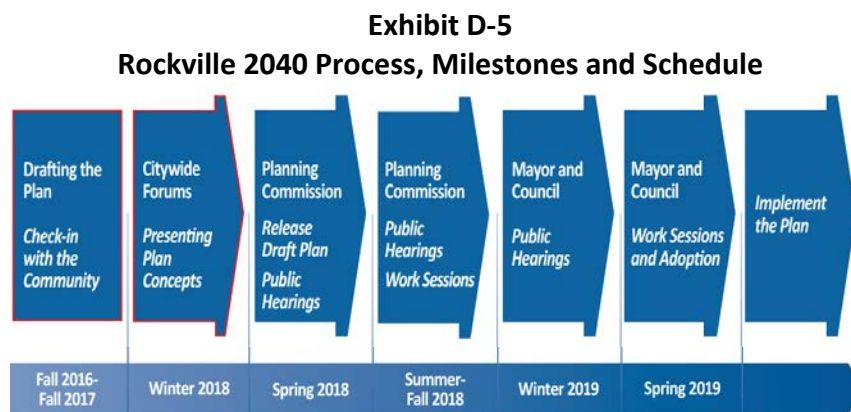 Exhibit D-5
Rockville 2040 Process, Milestones and Schedule
Drafting the
Plan
Check-in
with the
Community
Citywide
Forums
Presenting
Plan
Concepts
Planning
Commission
Release
Draft Plan
Public
Hearings
Planning
Commission
Public
Hearings
Work Sessions
Mayor and
Council
Public
Hearings
Mayor and
Council
Work Sessions
and Adoption
Implement
the Plan
Fall 2016-
Fall 2017
Winter 2018
Spring 2018
Summer-
Fall 2018
Winter 2019
Spring 2019